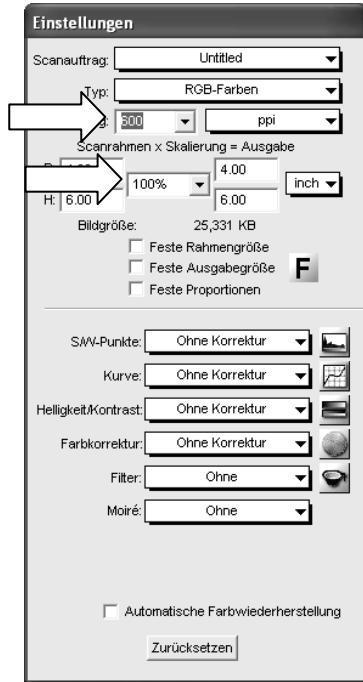 Einstellungen
Scanauftrag: Untitled
Typ: RGB-Farben
600 ppi
Scanrahmen x Skalierung = Ausgabe
100% 4.00 inch
H: 6.00 6.00
Bildgröße: 25,331 KB
Feste Rahmengröße
Feste Ausgabegröße F
Feste Proportionen
S/W-Punkte: Ohne Korrektur
Kurve: Ohne Korrektur
Helligkeit/Kontrast: Ohne Korrektur
Farbkorrektur: Ohne Korrektur
Filter: Ohne
Moiré: Ohne
Automatische Farbwiederherstellung
Zurücksetzen